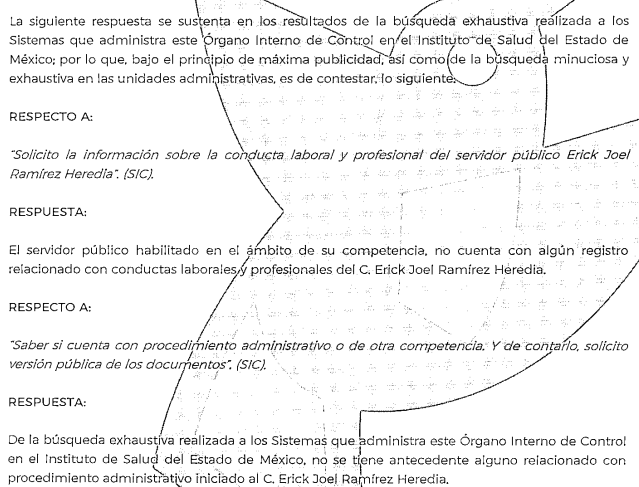 La siguiente respuesta se sustenta en los resultados de la búsqueda exhaustiva realizada a los
Sistemas que administra este Órgano Interno de Control en el Instituto de Salud del Estado de
México; por lo que, bajo el principio de máxima publicidad, así como de la búsqueda minuciosa y
exhaustiva en las unidades administrativas, es de contestar, lo siguiente:
RESPECTO A:
"Solicito la información sobre la conducta laboral y profesional del servidor público Erick Joel
Ramírez Heredia". (SIC).
RESPUESTA:
El servidor público habilitado en el ámbito de su competencia, no cuenta con algún registro
relacionado con conductas laborales y profesionales del C. Erick Joel Ramírez Heredia.
RESPECTO A:
"Saber si cuenta con procedimiento administrativo o de otra competencia. Y de contarlo, solicito
versión pública de los documentos". (SIC).
RESPUESTA:
De la búsqueda exhaustiva realizada a los Sistemas que administra este Órgano Interno de Control
en el Instituto de Salud del Estado de México, no se tiene antecedente alguno relacionado con
procedimiento administrativo iniciado al C. Erick Joel Ramírez Heredia.